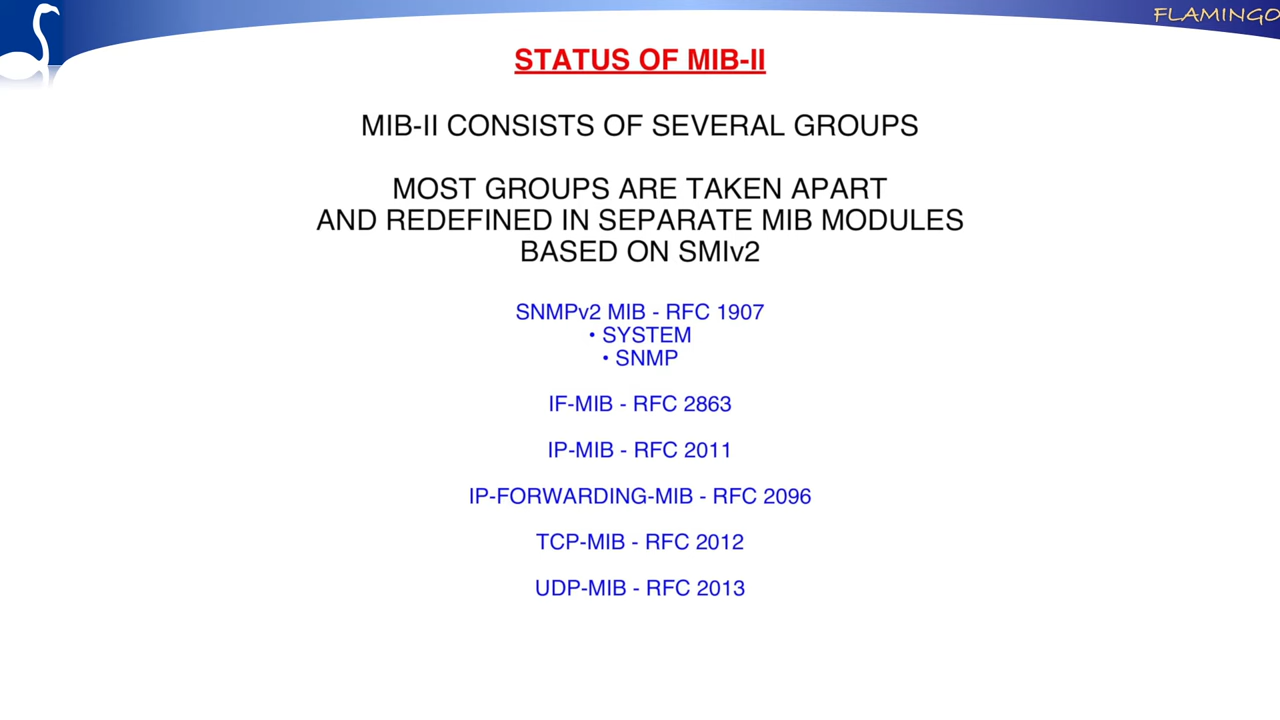 FLAMINGO
STATUS OF MIB-II
MIB-II CONSISTS OF SEVERAL GROUPS
MOST GROUPS ARE TAKEN APART
AND REDEFINED IN SEPARATE MIB MODULES
BASED ON SMIv2
SNMPv2 MIB - RFC 1907
• SYSTEM
• SNMP
IF-MIB - RFC 2863
IP-MIB - RFC 2011
IP-FORWARDING-MIB - RFC 2096
TCP-MIB - RFC 2012
UDP-MIB - RFC 2013